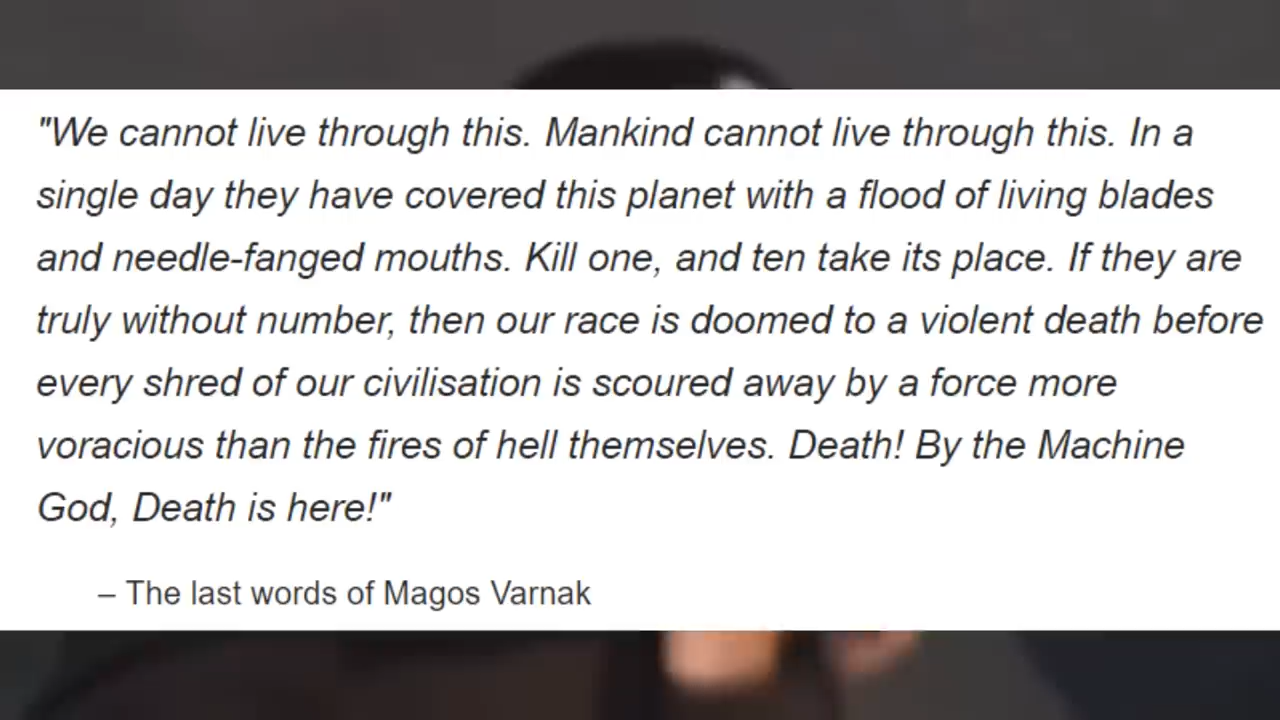 "We cannot live through this. Mankind cannot live through this. In a
single day they have covered this planet with a flood of living blades
and needle-fanged mouths. Kill one, and ten take its place. If they are
truly without number, then our race is doomed to a violent death before
every shred of our civilisation is scoured away by a force more
voracious than the fires of hell themselves. Death! By the Machine
God, Death is here!"
– The last words of Magos Varnak